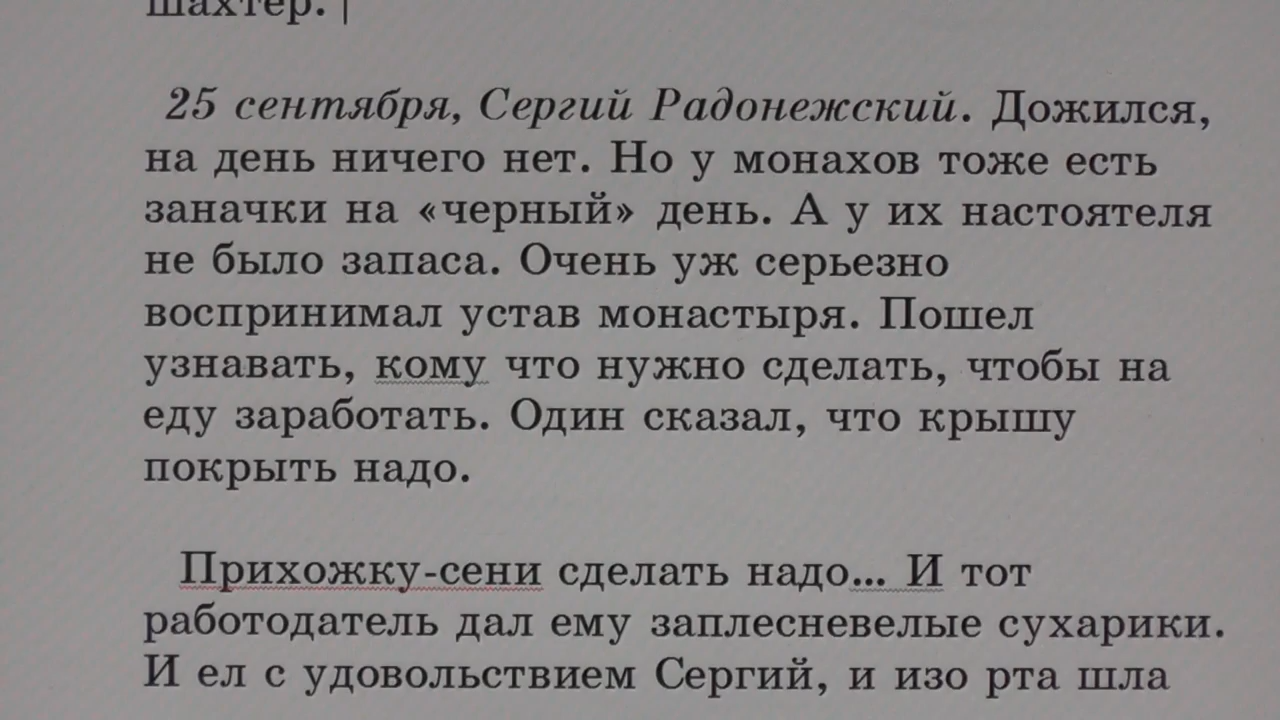 шахтер.
25 сентября, Сергий Радонежский. Дожился,
на день ничего нет. Но у монахов тоже есть
заначки на «черный» день. А у их настоятеля
не было запаса. Очень уж серьезно
воспринимал устав монастыря. Пошел
узнавать, кому что нужно сделать, чтобы на
еду заработать. Один сказал, что крышу
покрыть надо.
Прихожку-сени сделать надо... И тот
работодатель дал ему заплесневелые сухарики.
И ел с удовольствием Сергий, и изо рта шла